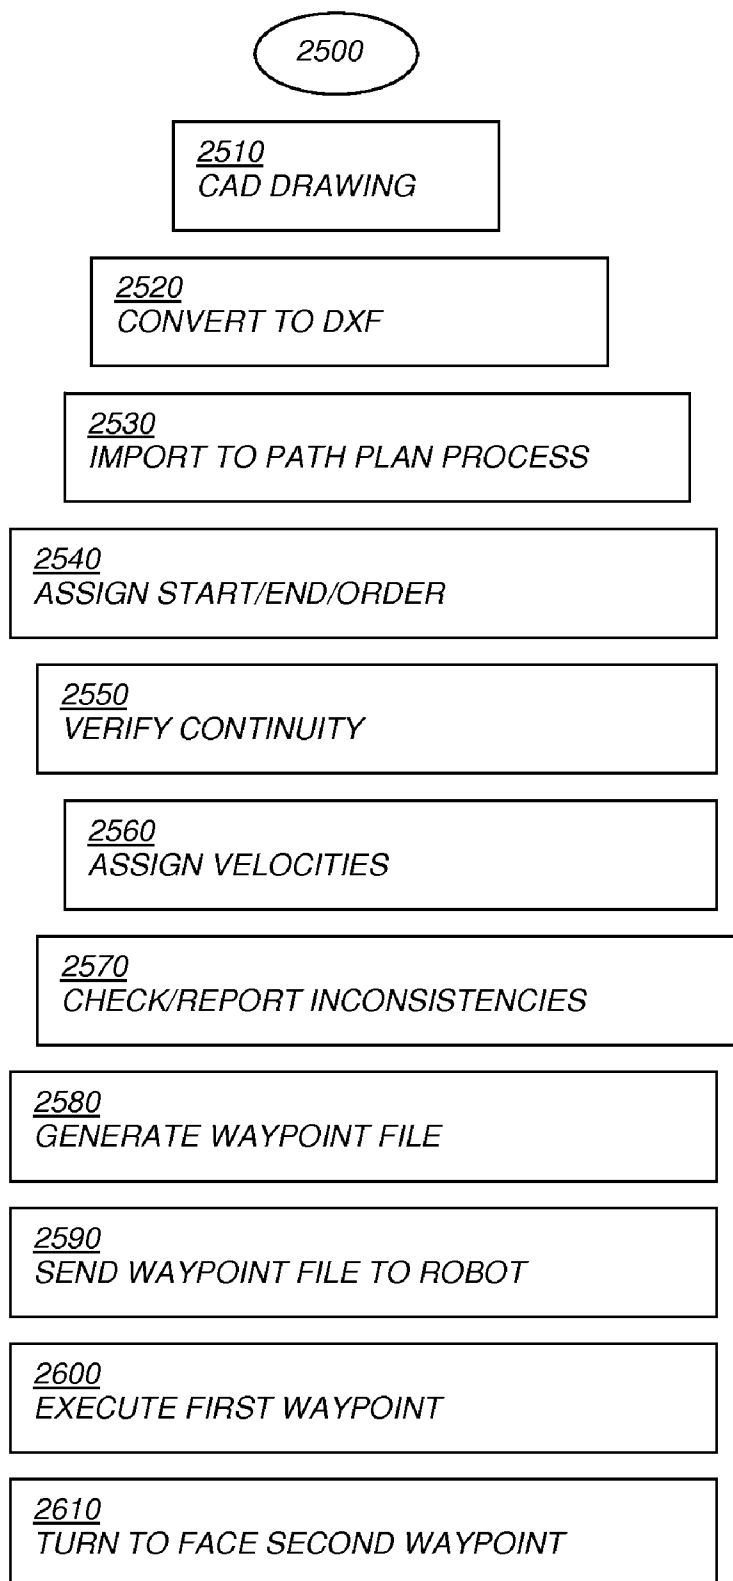 2500
2510
CAD DRAWING
2520
CONVERT TO DXF
2530
IMPORT TO PATH PLAN PROCESS
2540
ASSIGN START/END/ORDER
2550
VERIFY CONTINUITY
2560
ASSIGN VELOCITIES
2570
CHECK/REPORT INCONSISTENCIES
2580
GENERATE WAYPOINT FILE
2590
SEND WAYPOINT FILE TO ROBOT
2600
EXECUTE FIRST WAYPOINT
2610
TURN TO FACE SECOND WAYPOINT